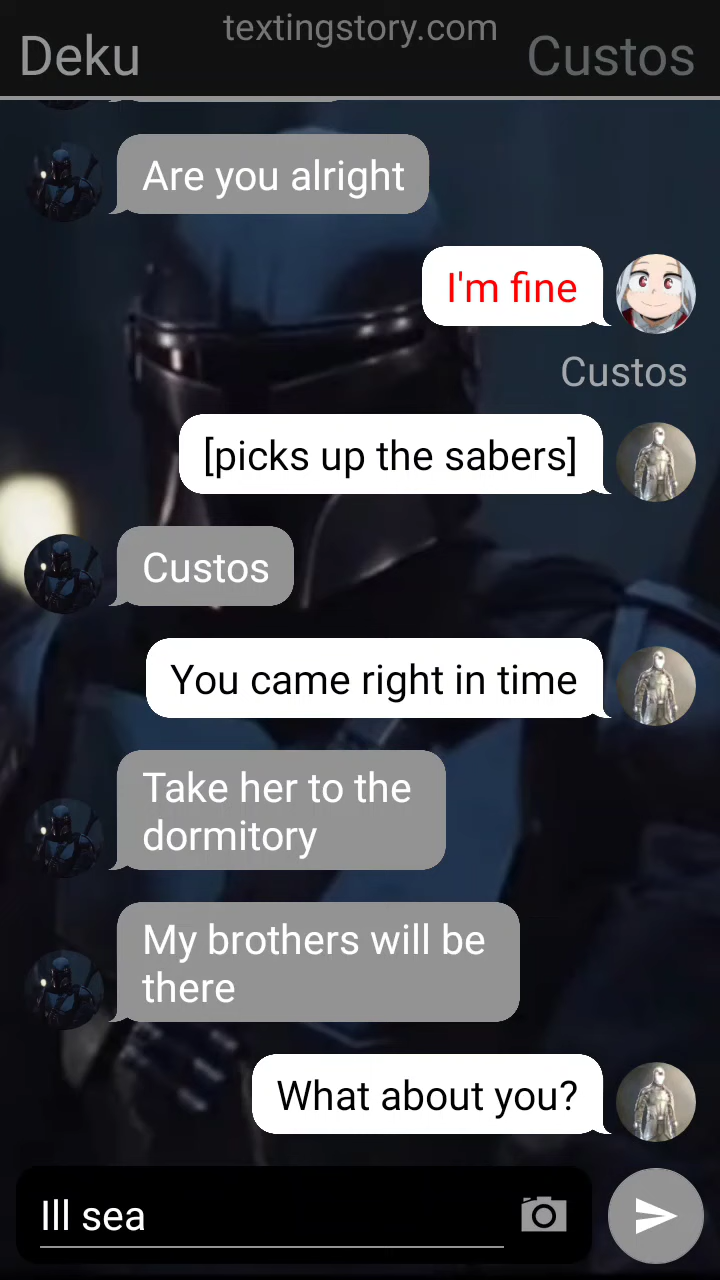 textingstory.com
Deku
Custos
Are you alright
I'm fine
Custos
[picks up the sabers]
Custos
You came right in time
Take her to the
dormitory
My brothers will be
there
What about you?
Ill sea